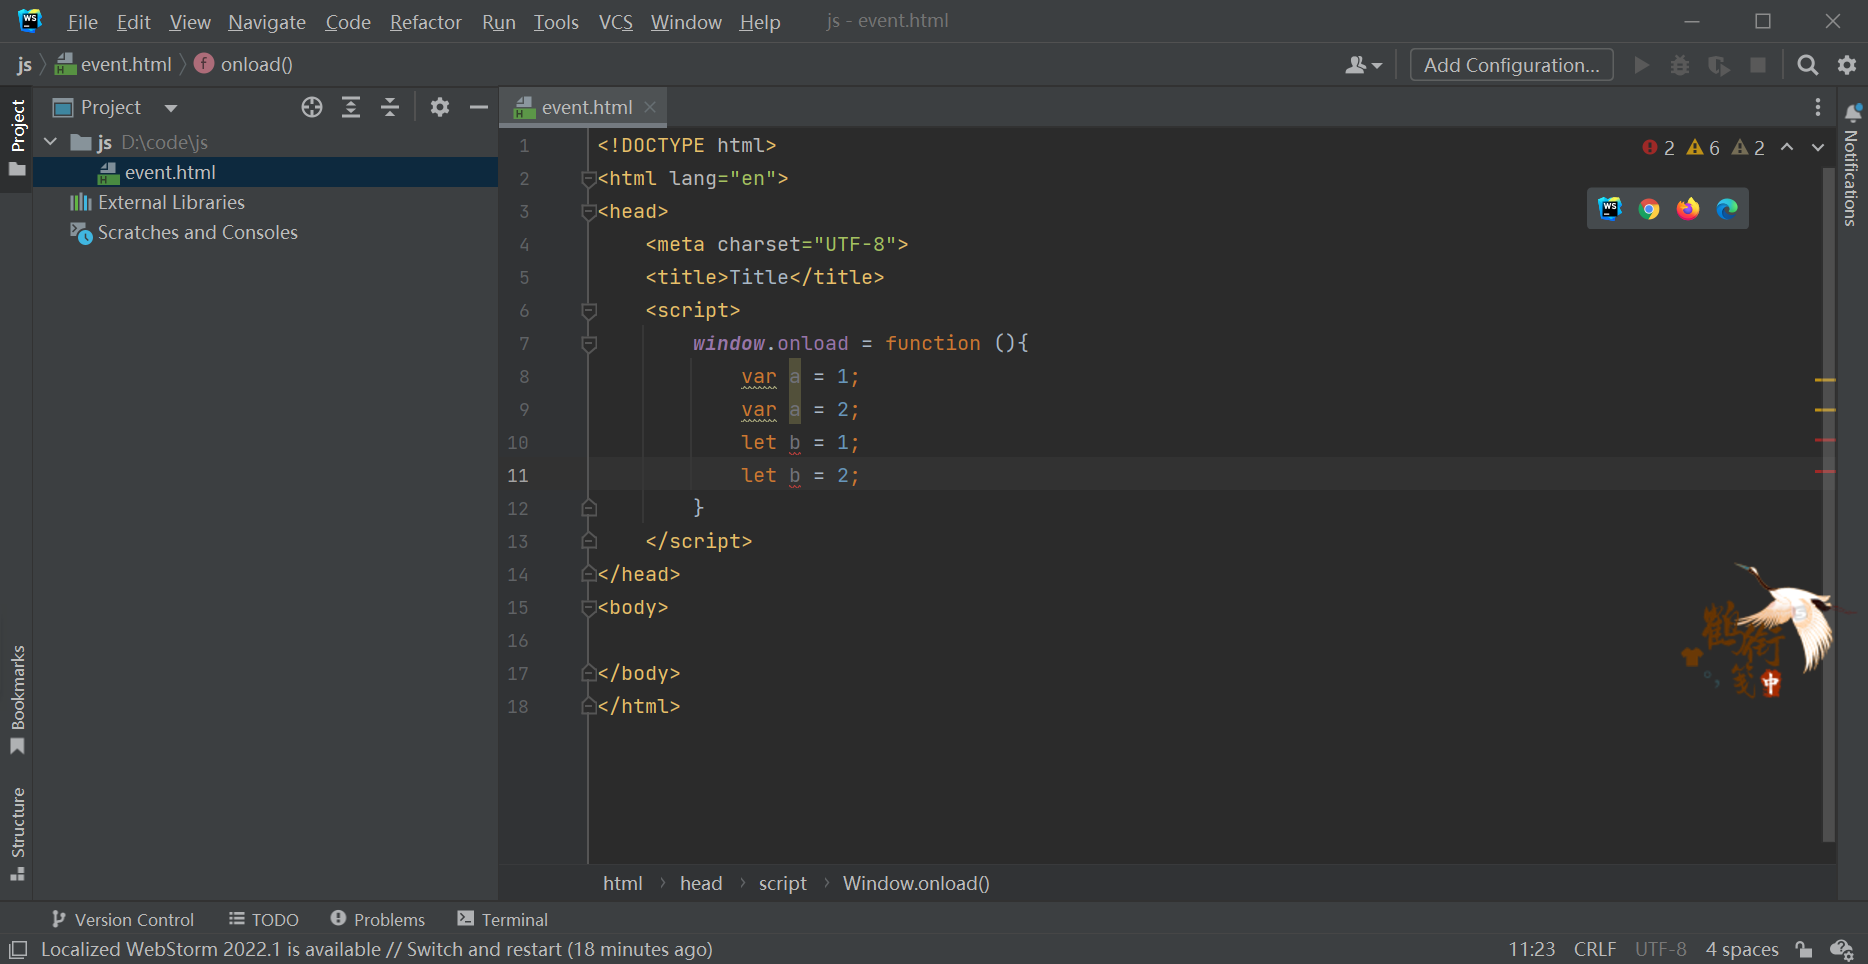 File Edit View Navigate Code Refactor Run Tools VCS Window Help js - event.html
js event.html onload() Add Configuration...
Project
Project
event.html
js D:\code\js
event.html
External Libraries
Scratches and Consoles
Bookmarks
Structure
1 <!DOCTYPE html>
2 <html lang="en">
3 <head>
4 <meta charset="UTF-8">
5 <title>Title</title>
6 <script>
7 window.onload = function (){
8 var a = 1;
9 var a = 2;
10 let b = 1;
11 let b = 2;
12 }
13 </script>
14 </head>
15 <body>
16
17 </body>
18 </html>
2 6 2
Notifications
鹤衔笺
中
html head script Window.onload()
Version Control TODO Problems Terminal
Localized WebStorm 2022.1 is available // Switch and restart (18 minutes ago) 11:23 CRLF UTF-8 4 spaces